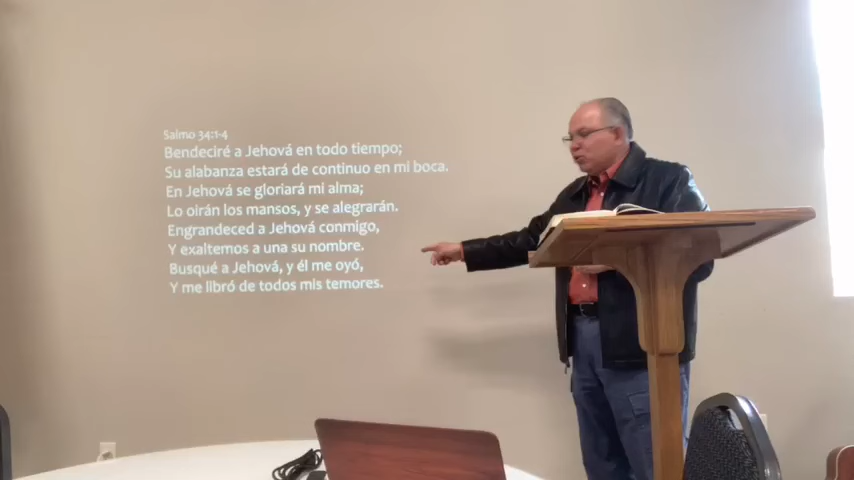 Salmo 34:1-4
Bendeciré a Jehová en todo tiempo;
Su alabanza estará de continuo en mi boca.
En Jehová se gloriará mi alma;
Lo oirán los mansos, y se alegrarán.
Engrandeced a Jehová conmigo,
Y exaltemos a una su nombre.
Busqué a Jehová, y él me oyó,
Y me libró de todos mis temores.